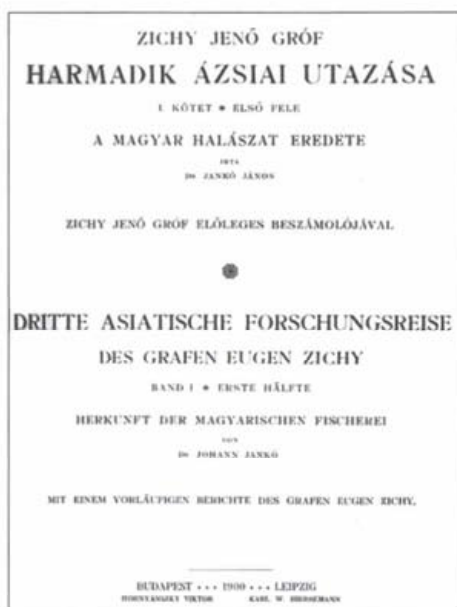 ZICHY JENŐ GRÓF
HARMADIK ÁZSIAI UTAZÁSA
I. KÖTET * ELSŐ FELE
A MAGYAR HALÁSZAT EREDETE
IRTA
Dr JANKÓ JÁNOS
ZICHY JENŐ GRÓF ELŐLEGES BESZÁMOLÓJÁVAL
DRITTE ASIATISCHE FORSCHUNGSREISE
DES GRAFEN EUGEN ZICHY
BAND I * ERSTE HÄLFTE
HERKUNFT DER MAGYARISCHEN FISCHEREI
VON
Dr JOHANN JANKÓ
MIT EINEM VORLÄUFIGEN BERICHTE DES GRAFEN EUGEN ZICHY.
BUDAPEST • • • 1900 • • • LEIPZIG
HORNYÁNSZKY VIKTOR KARL W. HIERSEMANN